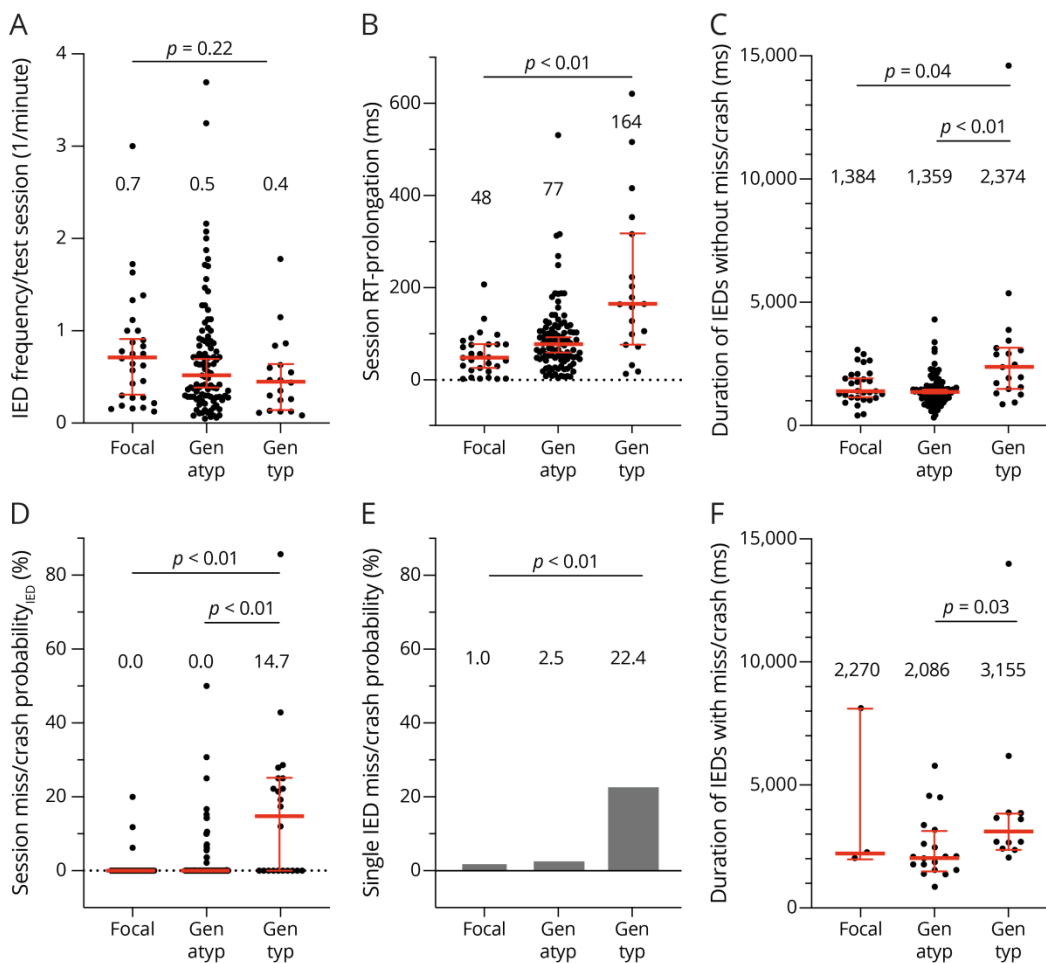 A
IED frequency/test session (1/minute)
4
3
2
1
0
p = 0.22
0.7
0.5
0.4
Focal
Gen
atyp
Gen
typ
B
Session RT-prolongation (ms)
600
400
200
0
p < 0.01
48
77
164
Focal
Gen
atyp
Gen
typ
C
Duration of IEDs without miss/crash (ms)
15,000
10,000
5,000
0
p = 0.04
p < 0.01
1,384
1,359
2,374
Focal
Gen
atyp
Gen
typ
D
Session miss/crash probabilityIED (%)
80
60
40
20
0
p < 0.01
p < 0.01
0.0
0.0
14.7
Focal
Gen
atyp
Gen
typ
E
Single IED miss/crash probability (%)
80
60
40
20
0
p < 0.01
1.0
2.5
22.4
Focal
Gen
atyp
Gen
typ
F
Duration of IEDs with miss/crash (ms)
15,000
10,000
5,000
0
p = 0.03
2,270
2,086
3,155
Focal
Gen
atyp
Gen
typ